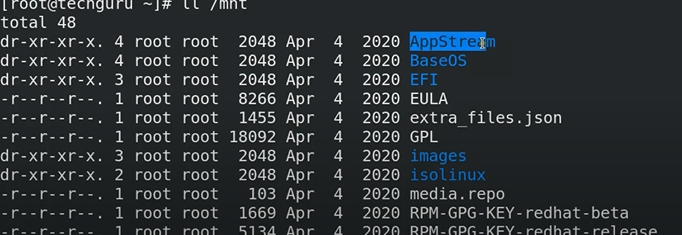 [root@techguru ~]# ll /mnt
total 48
dr-xr-xr-x. 4 root root 2048 Apr 4 2020 AppStream
dr-xr-xr-x. 4 root root 2048 Apr 4 2020 BaseOS
dr-xr-xr-x. 3 root root 2048 Apr 4 2020 EFI
-r--r--r--. 1 root root 8266 Apr 4 2020 EULA
-r--r--r--. 1 root root 1455 Apr 4 2020 extra_files.json
-r--r--r--. 1 root root 18092 Apr 4 2020 GPL
dr-xr-xr-x. 3 root root 2048 Apr 4 2020 images
dr-xr-xr-x. 2 root root 2048 Apr 4 2020 isolinux
-r--r--r--. 1 root root 103 Apr 4 2020 media.repo
-r--r--r--. 1 root root 1669 Apr 4 2020 RPM-GPG-KEY-redhat-beta
-r--r--r--. 1 root root 5134 Apr 4 2020 RPM-GPG-KEY-redhat-release